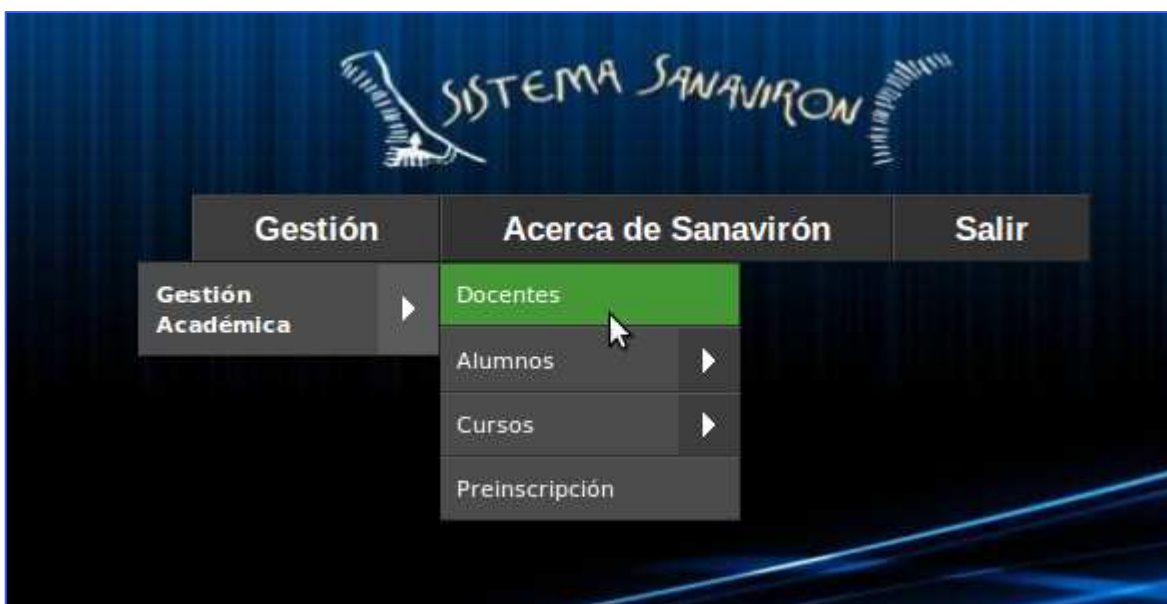 SISTEMA SANAVIRON
Gestión
Acerca de Sanavirón
Salir
Gestión
Académica
Docentes
Alumnos
Cursos
Preinscripción